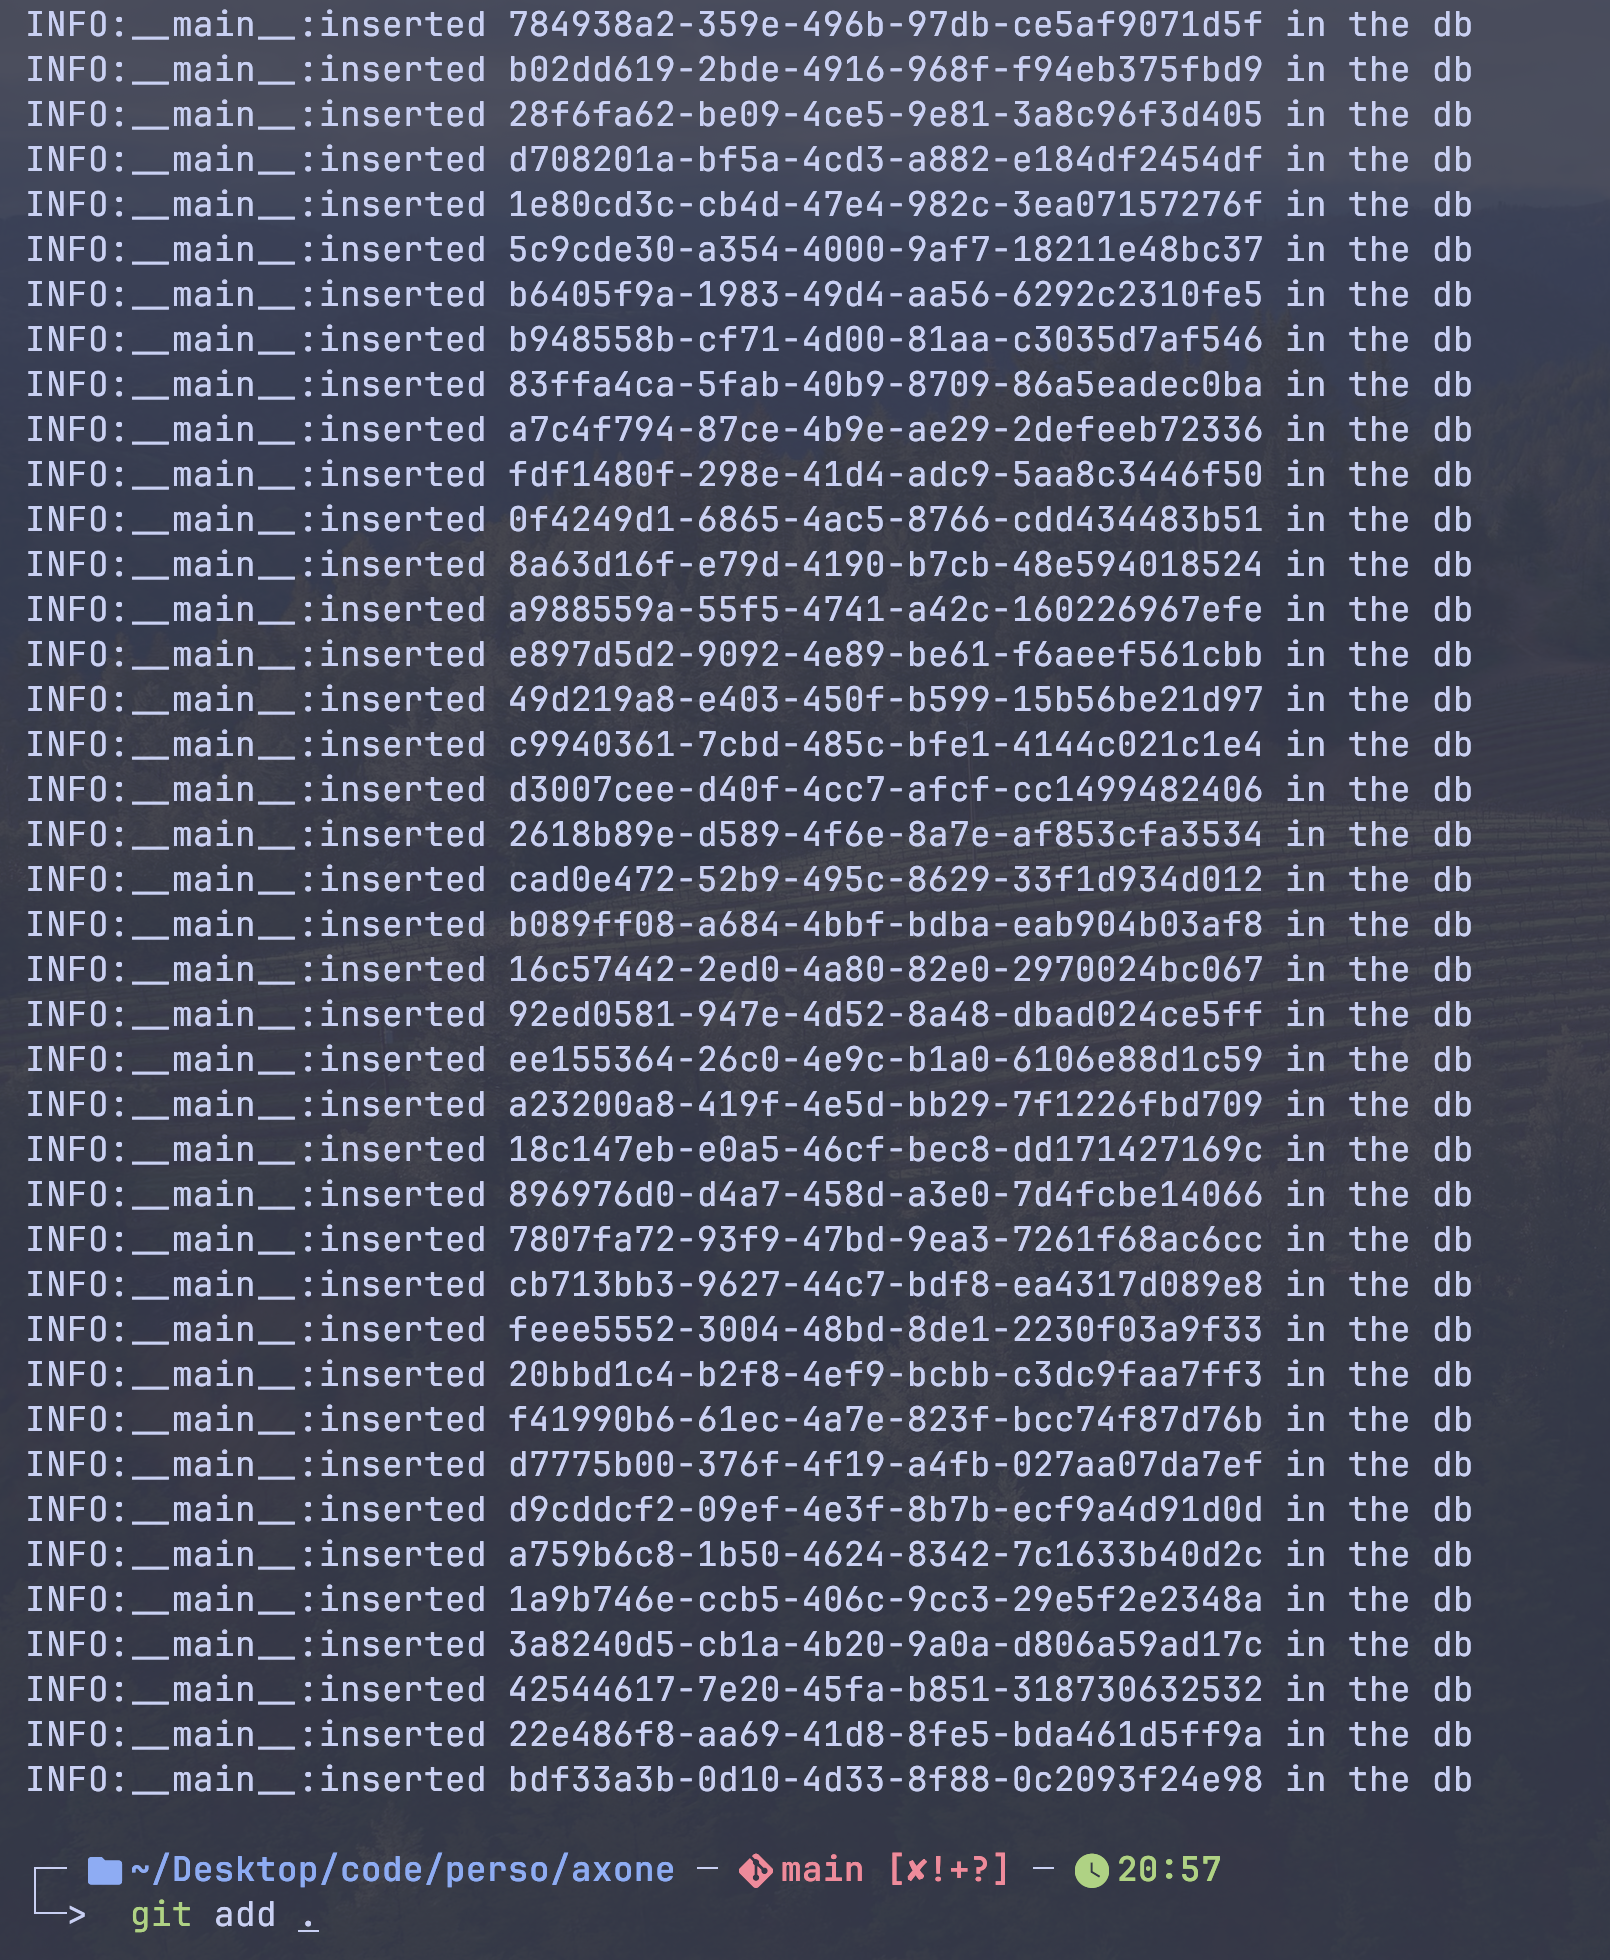 INFO:__main__:inserted 784938a2-359e-496b-97db-ce5af9071d5f in the db
INFO:__main__:inserted b02dd619-2bde-4916-968f-f94eb375fbd9 in the db
INFO:__main__:inserted 28f6fa62-be09-4ce5-9e81-3a8c96f3d405 in the db
INFO:__main__:inserted d708201a-bf5a-4cd3-a882-e184df2454df in the db
INFO:__main__:inserted 1e80cd3c-cb4d-47e4-982c-3ea07157276f in the db
INFO:__main__:inserted 5c9cde30-a354-4000-9af7-18211e48bc37 in the db
INFO:__main__:inserted b6405f9a-1983-49d4-aa56-6292c2310fe5 in the db
INFO:__main__:inserted b948558b-cf71-4d00-81aa-c3035d7af546 in the db
INFO:__main__:inserted 83ffa4ca-5fab-40b9-8709-86a5eadec0ba in the db
INFO:__main__:inserted a7c4f794-87ce-4b9e-ae29-2defeeb72336 in the db
INFO:__main__:inserted fdf1480f-298e-41d4-adc9-5aa8c3446f50 in the db
INFO:__main__:inserted 0f4249d1-6865-4ac5-8766-cdd434483b51 in the db
INFO:__main__:inserted 8a63d16f-e79d-4190-b7cb-48e594018524 in the db
INFO:__main__:inserted a988559a-55f5-4741-a42c-160226967efe in the db
INFO:__main__:inserted e897d5d2-9092-4e89-be61-f6aeef561cbb in the db
INFO:__main__:inserted 49d219a8-e403-450f-b599-15b56be21d97 in the db
INFO:__main__:inserted c9940361-7cbd-485c-bfe1-4144c021c1e4 in the db
INFO:__main__:inserted d3007cee-d40f-4cc7-afcf-cc1499482406 in the db
INFO:__main__:inserted 2618b89e-d589-4f6e-8a7e-af853cfa3534 in the db
INFO:__main__:inserted cad0e472-52b9-495c-8629-33f1d934d012 in the db
INFO:__main__:inserted b089ff08-a684-4bbf-bdba-eab904b03af8 in the db
INFO:__main__:inserted 16c57442-2ed0-4a80-82e0-2970024bc067 in the db
INFO:__main__:inserted 92ed0581-947e-4d52-8a48-dbad024ce5ff in the db
INFO:__main__:inserted ee155364-26c0-4e9c-b1a0-6106e88d1c59 in the db
INFO:__main__:inserted a23200a8-419f-4e5d-bb29-7f1226fbd709 in the db
INFO:__main__:inserted 18c147eb-e0a5-46cf-bec8-dd171427169c in the db
INFO:__main__:inserted 896976d0-d4a7-458d-a3e0-7d4fcbe14066 in the db
INFO:__main__:inserted 7807fa72-93f9-47bd-9ea3-7261f68ac6cc in the db
INFO:__main__:inserted cb713bb3-9627-44c7-bdf8-ea4317d089e8 in the db
INFO:__main__:inserted feee5552-3004-48bd-8de1-2230f03a9f33 in the db
INFO:__main__:inserted 20bbd1c4-b2f8-4ef9-bcbb-c3dc9faa7ff3 in the db
INFO:__main__:inserted f41990b6-61ec-4a7e-823f-bcc74f87d76b in the db
INFO:__main__:inserted d7775b00-376f-4f19-a4fb-027aa07da7ef in the db
INFO:__main__:inserted d9cddcf2-09ef-4e3f-8b7b-ecf9a4d91d0d in the db
INFO:__main__:inserted a759b6c8-1b50-4624-8342-7c1633b40d2c in the db
INFO:__main__:inserted 1a9b746e-ccb5-406c-9cc3-29e5f2e2348a in the db
INFO:__main__:inserted 3a8240d5-cb1a-4b20-9a0a-d806a59ad17c in the db
INFO:__main__:inserted 42544617-7e20-45fa-b851-318730632532 in the db
INFO:__main__:inserted 22e486f8-aa69-41d8-8fe5-bda461d5ff9a in the db
INFO:__main__:inserted bdf33a3b-0d10-4d33-8f88-0c2093f24e98 in the db
┌─ ~/Desktop/code/perso/axone ─ main [✘!+?] ─ 20:57
└─> git add .